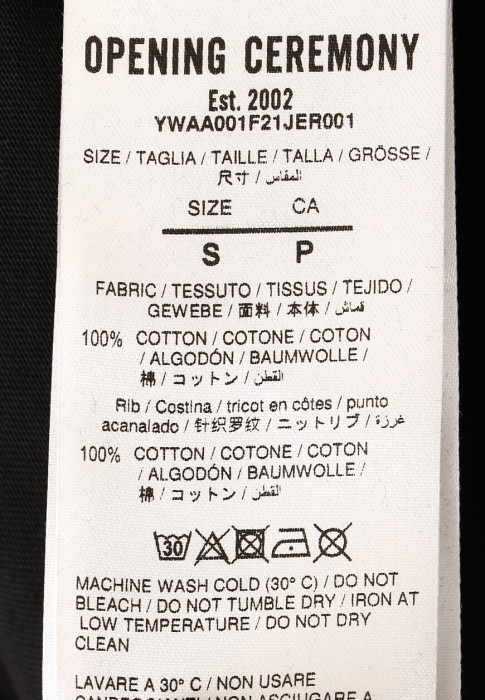 OPENING CEREMONY
Est. 2002
YWAA001F21JER001
SIZE / TAGLIA / TAILLE / TALLA / GRÖSSE /
尺寸 / المقاس
SIZE CA
S P
FABRIC / TESSUTO / TISSUS / TEJIDO /
GEWEBE / 面料 / 本体 / قماش
100% COTTON / COTONE / COTON
/ ALGODÓN / BAUMWOLLE /
棉 / コットン / القطن
Rib / Costina / tricot en côtes / punto
acanalado / 针织罗纹 / ニットリブ / غرزة
100% COTTON / COTONE / COTON
/ ALGODÓN / BAUMWOLLE /
棉 / コットン / القطن
30
MACHINE WASH COLD (30° C) / DO NOT
BLEACH / DO NOT TUMBLE DRY / IRON AT
LOW TEMPERATURE / DO NOT DRY
CLEAN
LAVARE A 30° C / NON USARE
CANDEGGIANTI / NON ASCIUGARE A